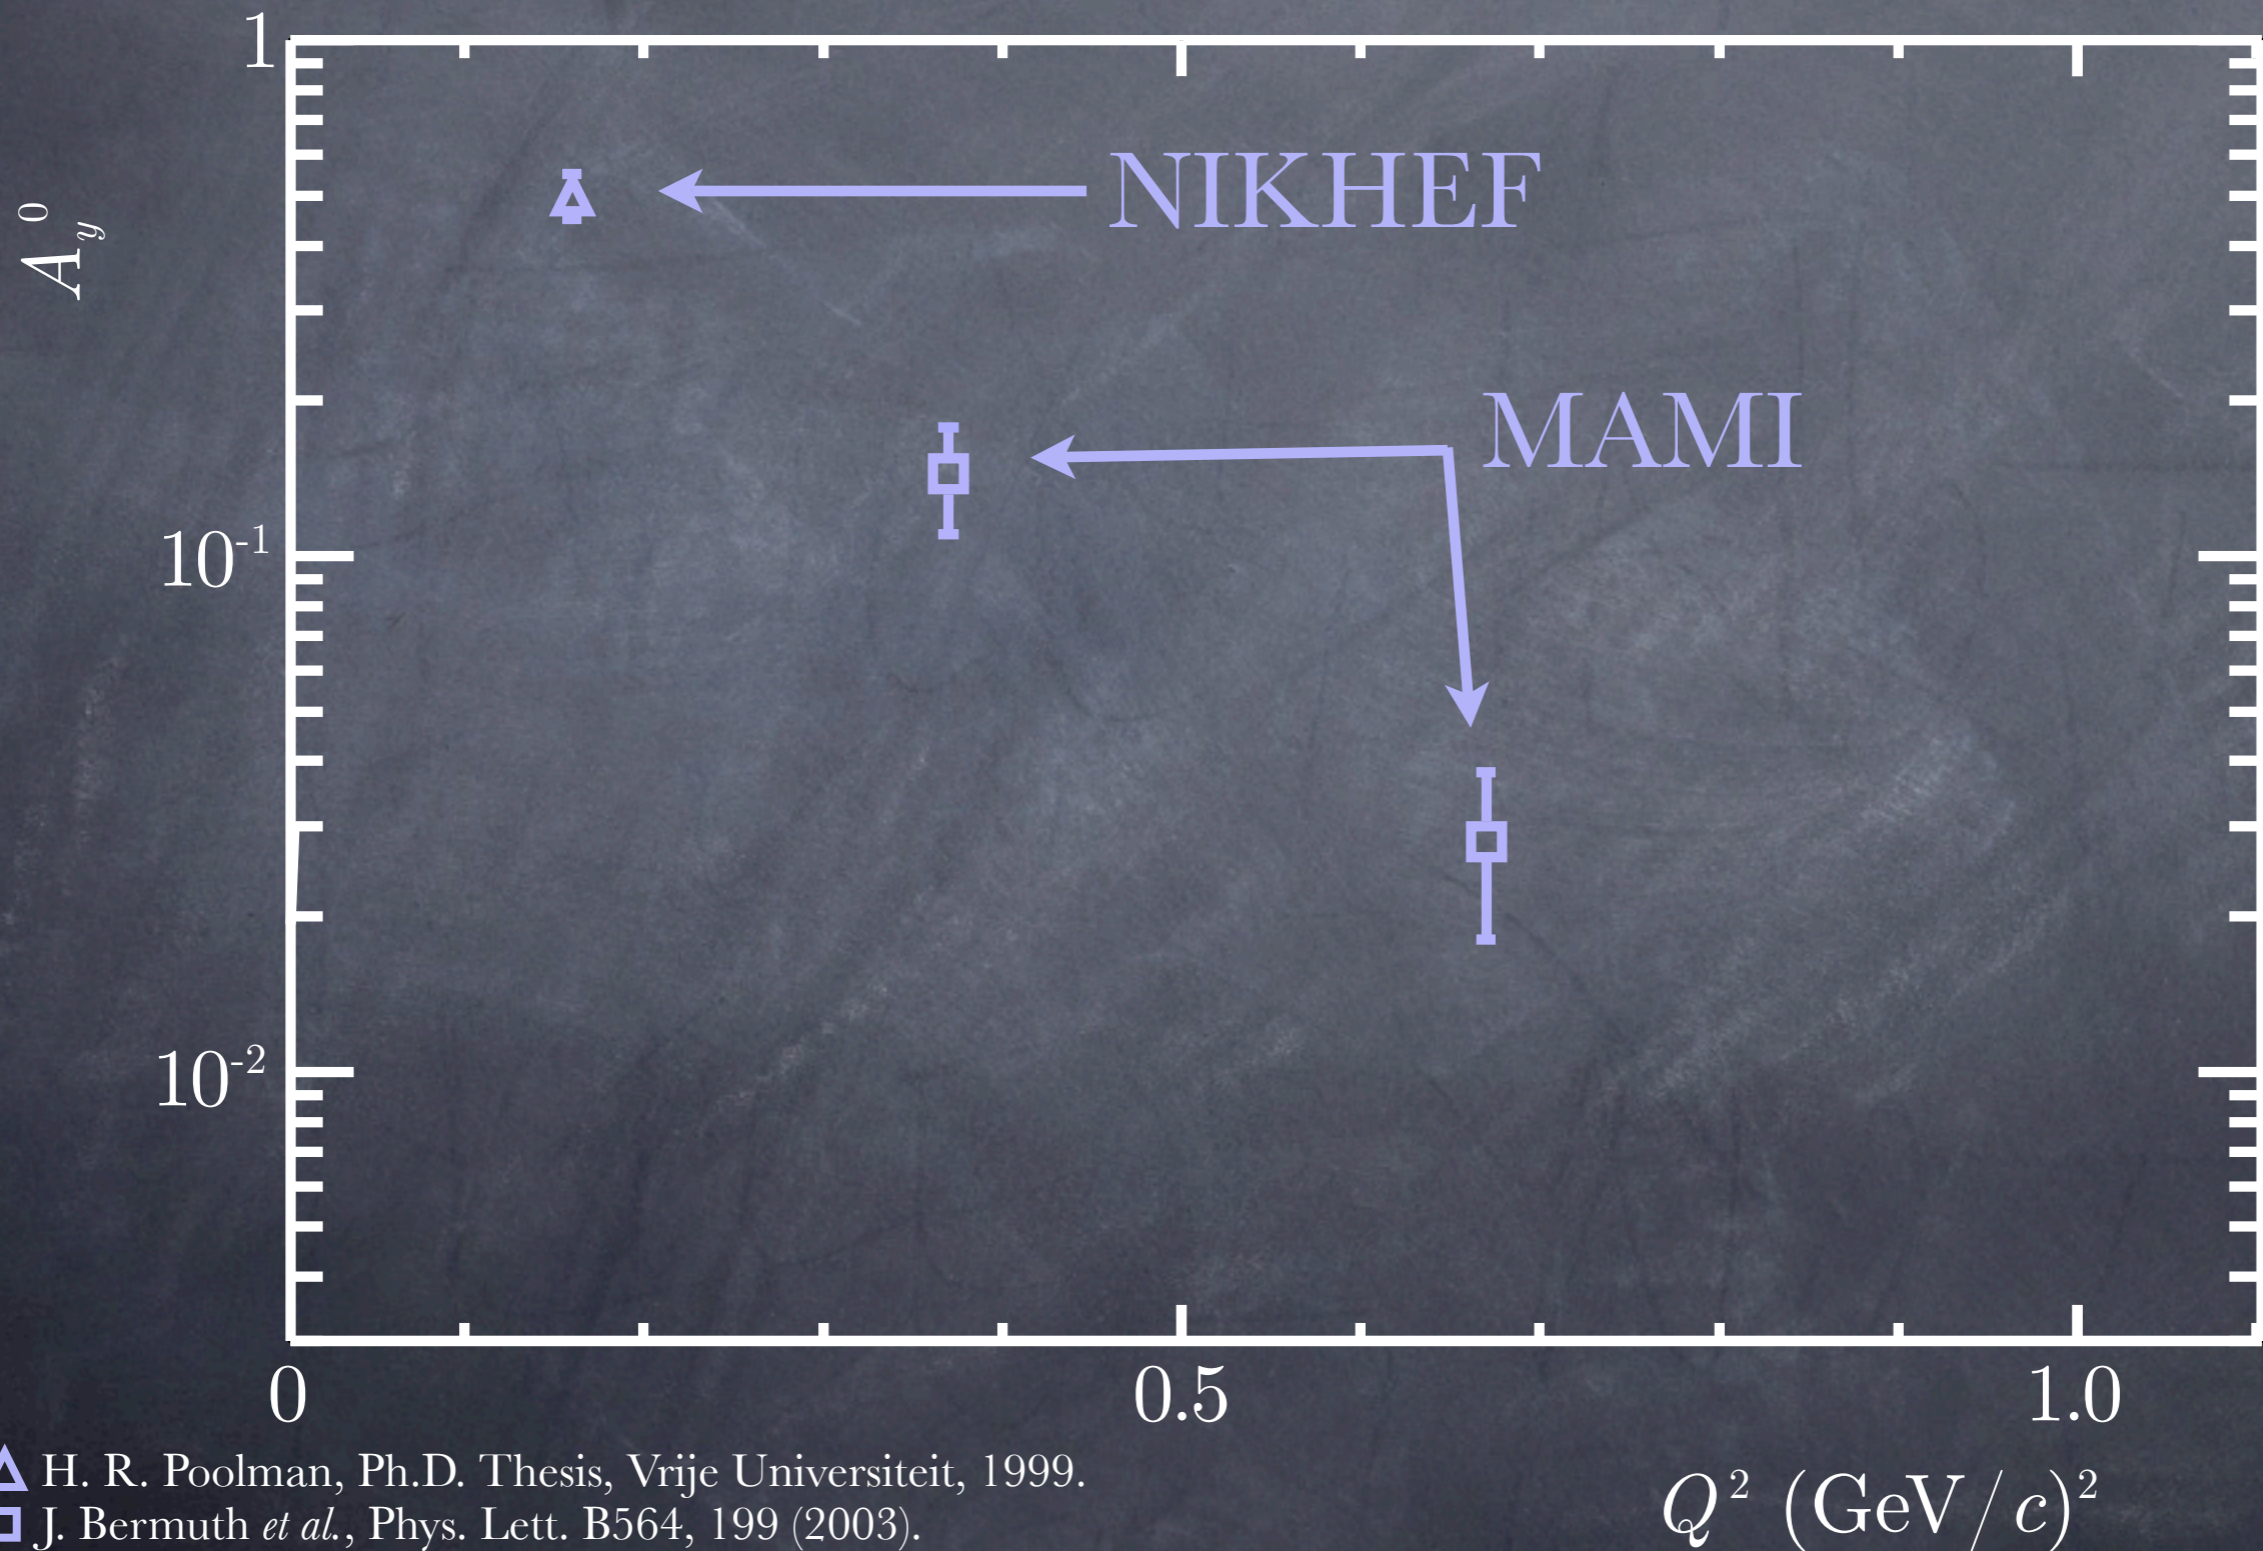 1
A_y^0
NIKHEF
MAMI
10^-1
10^-2
0 0.5 1.0
△ H. R. Poolman, Ph.D. Thesis, Vrije Universiteit, 1999.
□ J. Bermuth et al., Phys. Lett. B564, 199 (2003).
Q² (GeV/c)²